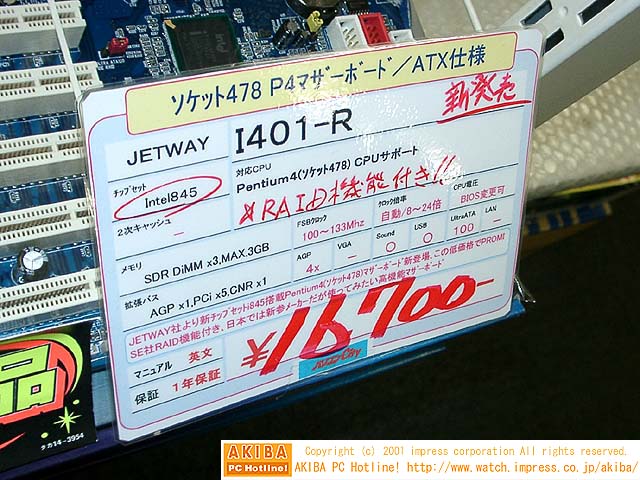 ソケット478 P4マザーボード/ATX仕様
新発売
JETWAY
I401-R
チップセット
Intel845
対応CPU
Pentium4(ソケット478) CPUサポート
※RAID機能付き!!
2次キャッシュ
-
FSBクロック
100〜133Mhz
クロック倍率
自動/8〜24倍
CPU電圧
BIOS変更可
メモリ
SDR DiMM x3,MAX.3GB
AGP
4x
VGA
-
Sound
○
USB
○
UltraATA
100
LAN
-
拡張バス
AGP x1,PCi x5,CNR x1
JETWAY社より新チップセットi845搭載Pentium4(ソケット478)マザーボード新登場、この低価格でPROMI
SE社RAID機能付き、日本では新参メーカーだが使ってみたい高機能マザーボード
マニュアル 英文
保証 1年保証
¥16700-
品
タカ14-3954
AKIBA
PC Hotline!
Copyright (c) 2001 impress corporation All rights reserved.
AKIBA PC Hotline! http://www.watch.impress.co.jp/akiba/